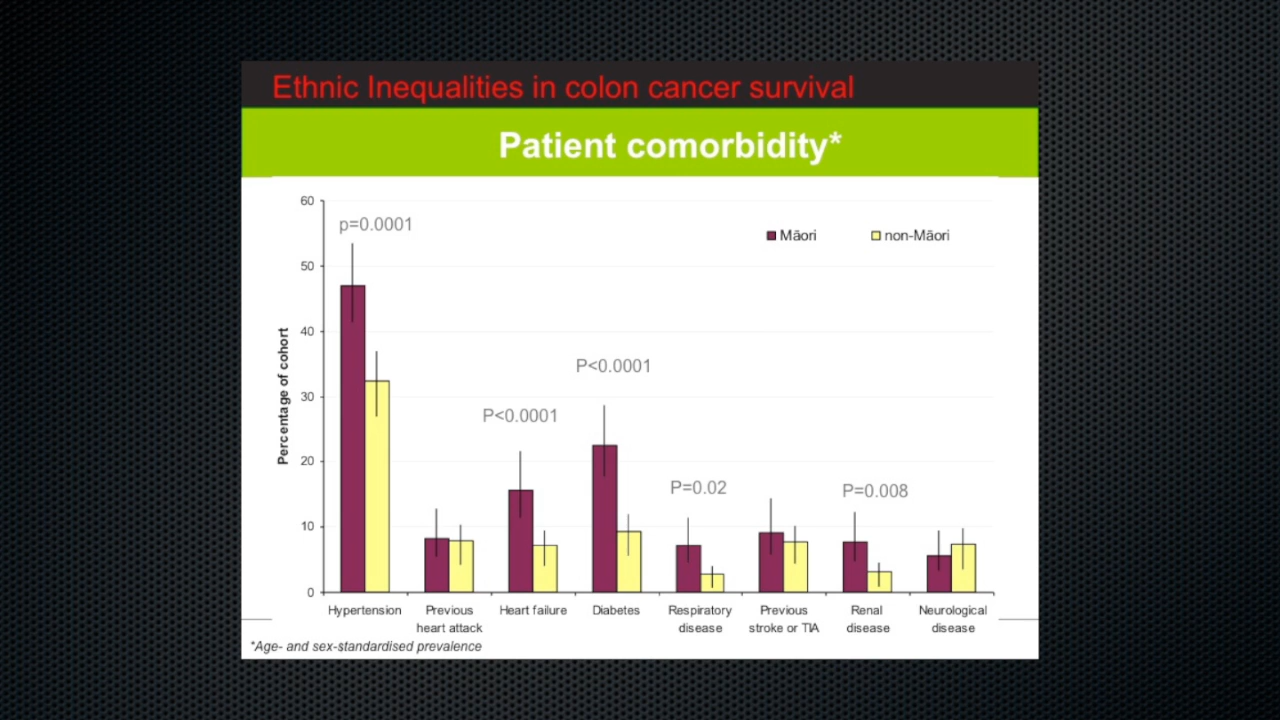 Ethnic Inequalities in colon cancer survival
Patient comorbidity*
60
50
40
30
20
10
0
Percentage of cohort
p=0.0001
P<0.0001
P<0.0001
P=0.02
P=0.008
Māori
non-Māori
Hypertension
Previous
heart attack
Heart failure
Diabetes
Respiratory
disease
Previous
stroke or TIA
Renal
disease
Neurological
disease
*Age- and sex-standardised prevalence